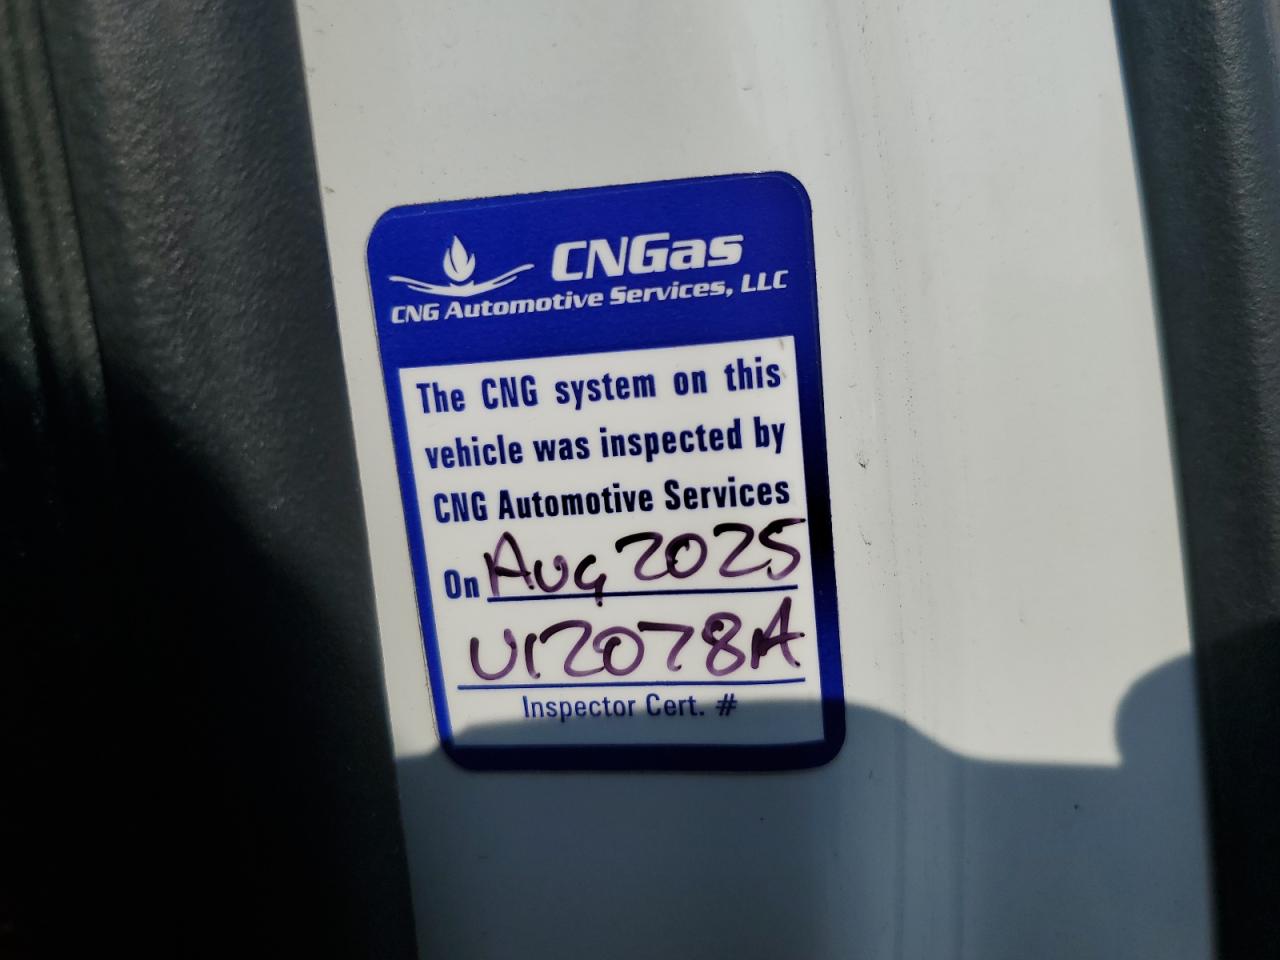 CNGas
CNG Automotive Services, LLC
The CNG system on this
vehicle was inspected by
CNG Automotive Services
On Aug 2025
U12078A
Inspector Cert. #